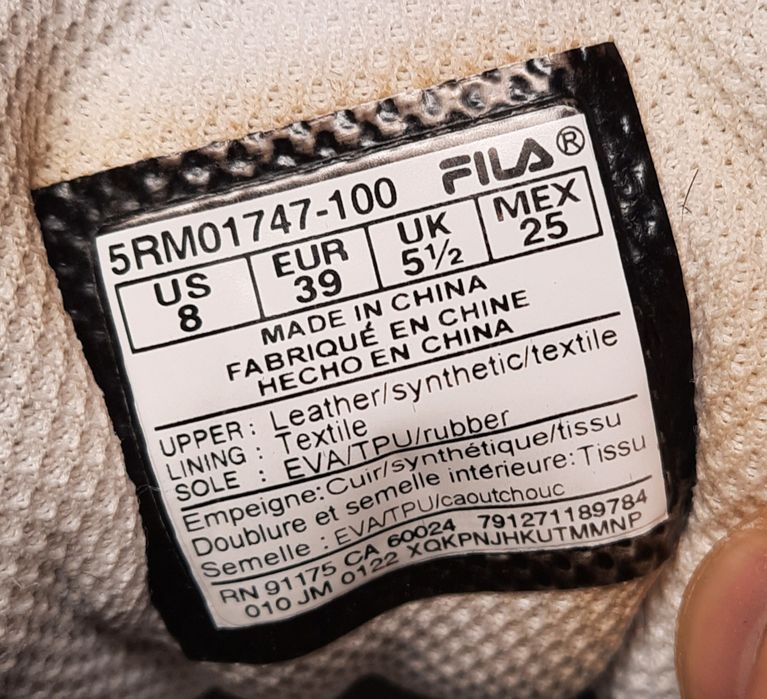 FILA®
5RM01747-100
US EUR UK MEX
8 39 5½ 25
MADE IN CHINA
FABRIQUÉ EN CHINE
HECHO EN CHINA
UPPER: Leather/synthetic/textile
LINING: Textile
SOLE : EVA/TPU/rubber
Empeigne: Cuir/synthétique/tissu
Doublure et semelle intérieure: Tissu
Semelle : EVA/TPU/caoutchouc
RN 91175 CA 60024 791271189784
010 JM 0122 XQKPNJHKUTMMNP